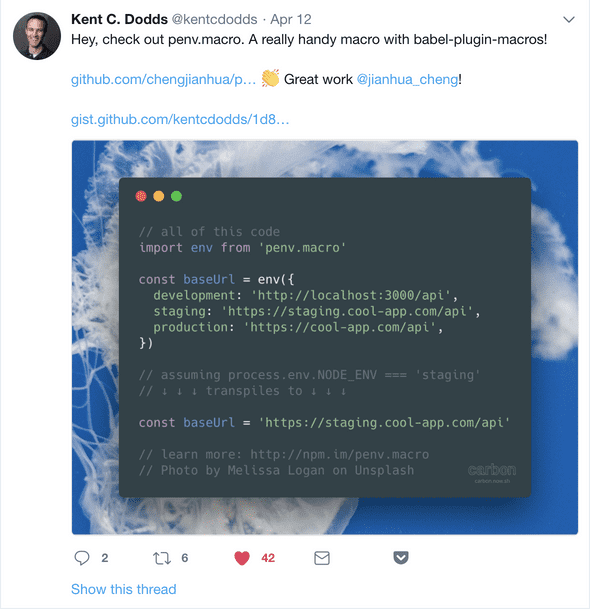 Kent C. Dodds @kentcdodds · Apr 12
Hey, check out penv.macro. A really handy macro with babel-plugin-macros!
github.com/chengjianhua/p… 👏 Great work @jianhua_cheng!
gist.github.com/kentcdodds/1d8…
// all of this code
import env from 'penv.macro'
const baseUrl = env({
development: 'http://localhost:3000/api',
staging: 'https://staging.cool-app.com/api',
production: 'https://cool-app.com/api',
})
// assuming process.env.NODE_ENV === 'staging'
// ↓ ↓ ↓ transpiles to ↓ ↓ ↓
const baseUrl = 'https://staging.cool-app.com/api'
// learn more: http://npm.im/penv.macro
// Photo by Melissa Logan on Unsplash
carbon
carbon.now.sh
2 6 42
Show this thread